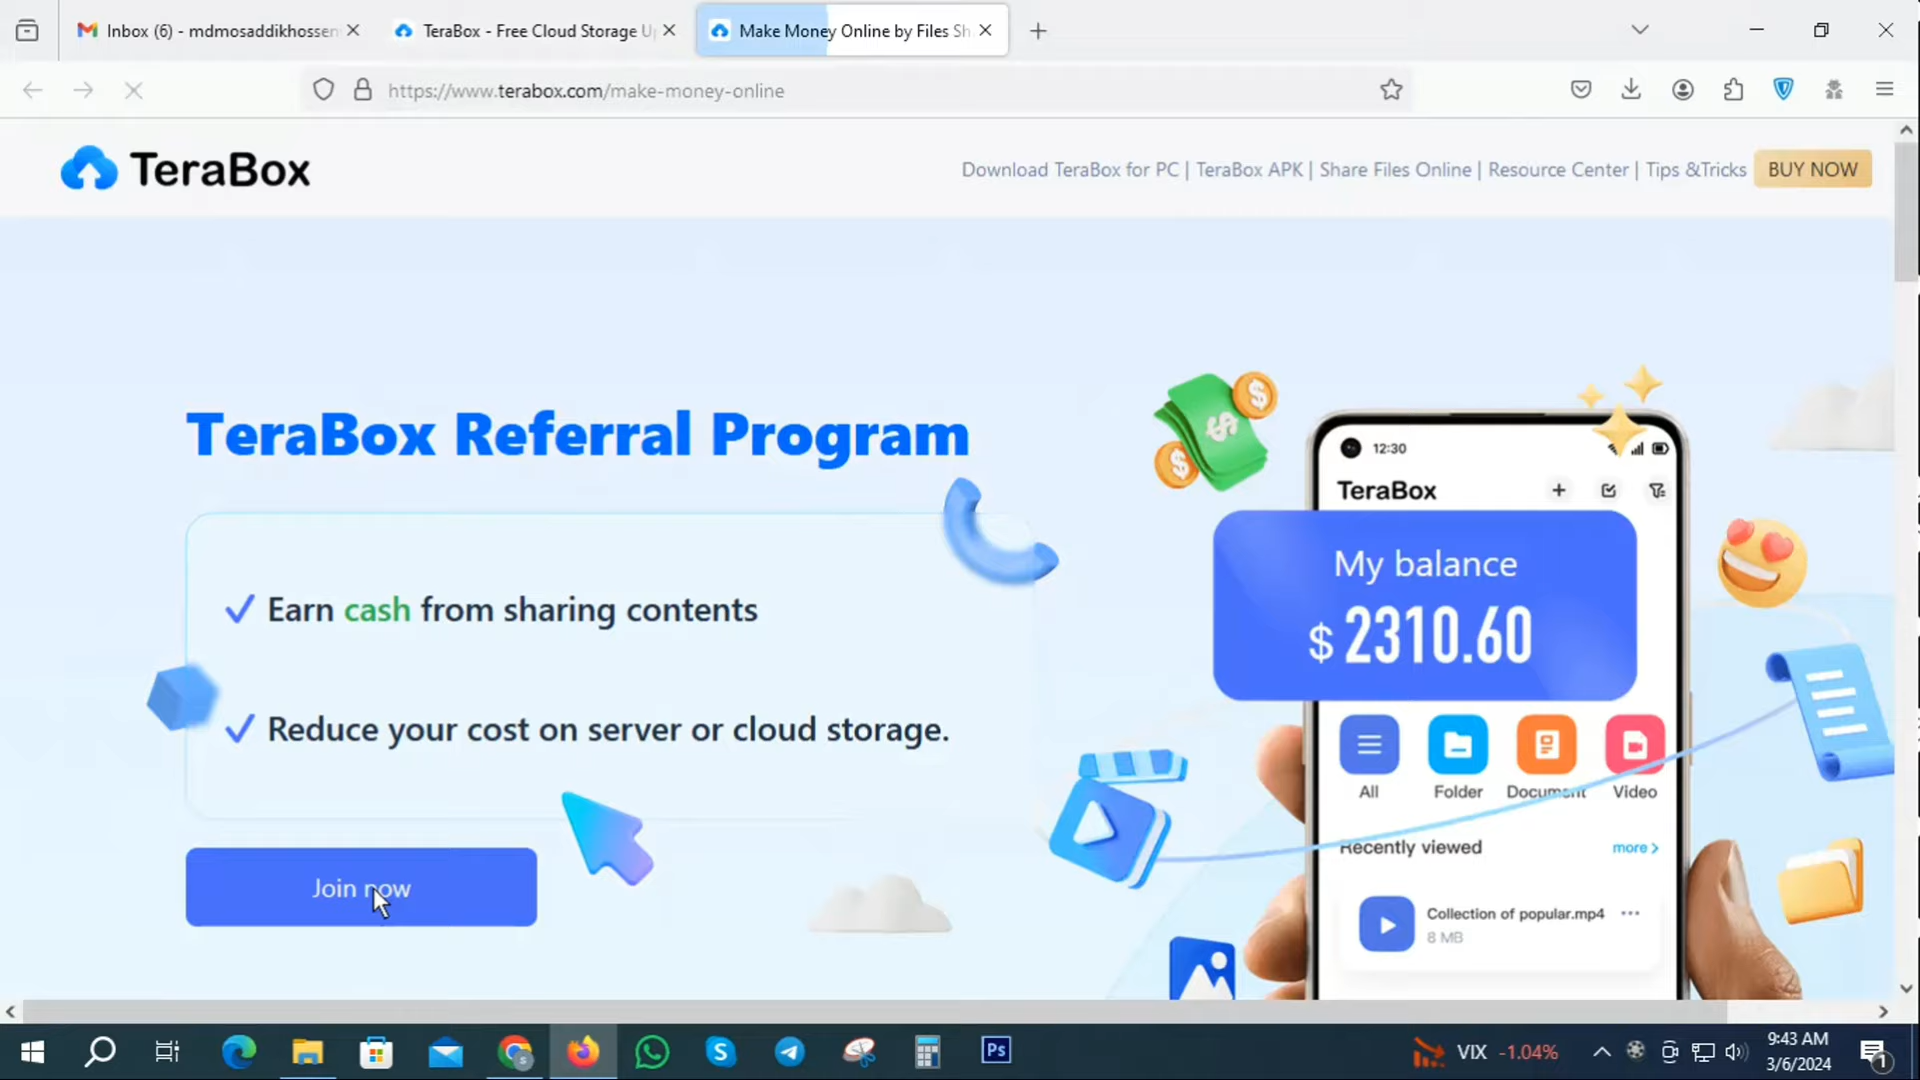 Inbox (6) - mdmosaddikhossen
TeraBox - Free Cloud Storage U
Make Money Online by Files Sh
https://www.terabox.com/make-money-online
TeraBox
Download TeraBox for PC | TeraBox APK | Share Files Online | Resource Center | Tips &Tricks
BUY NOW
TeraBox Referral Program
Earn cash from sharing contents
Reduce your cost on server or cloud storage.
Join now
12:30
TeraBox
My balance
$ 2310.60
All
Folder
Document
Video
Recently viewed
more >
Collection of popular.mp4
8 MB
Ps
VIX -1.04%
9:43 AM
3/6/2024
1